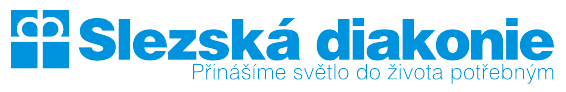 Slezská diakonie
Přinášíme světlo do života potřebným